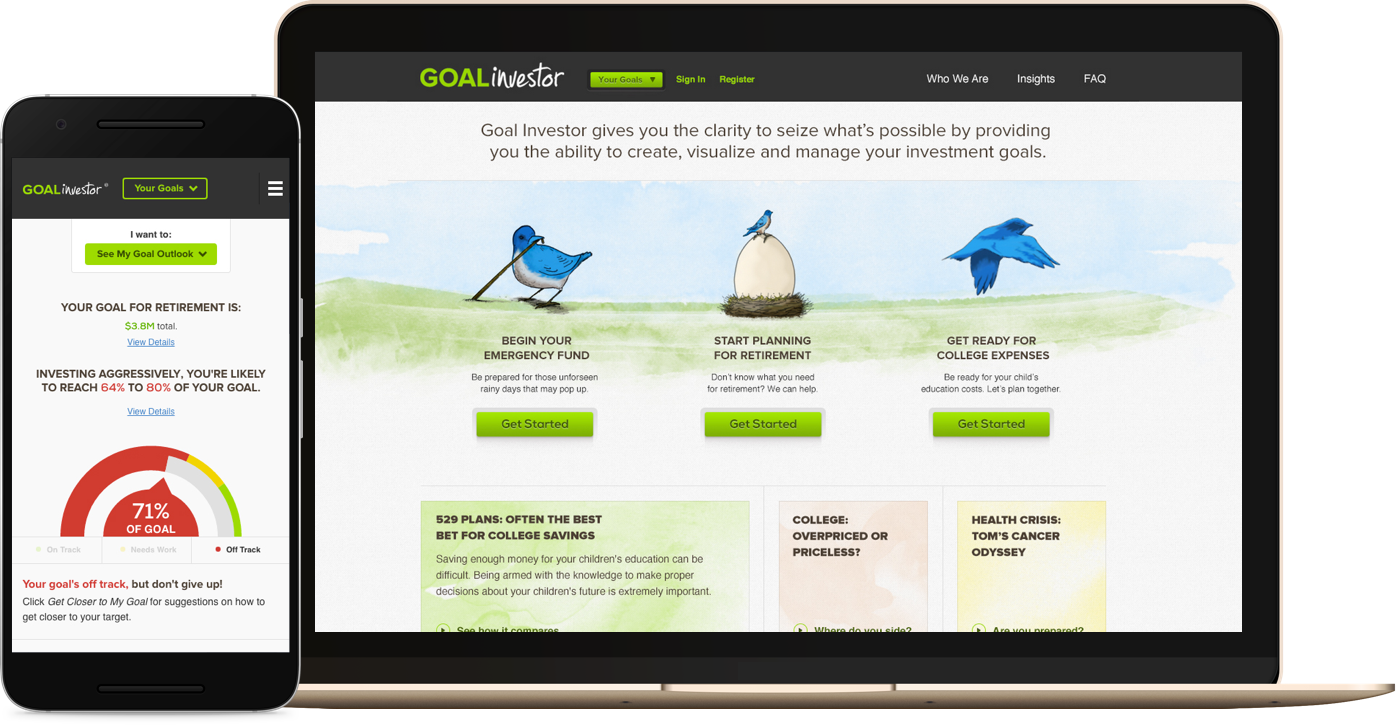 GOAL investor ®
Your Goals
I want to:
See My Goal Outlook
YOUR GOAL FOR RETIREMENT IS:
$3.8M total.
View Details
INVESTING AGGRESSIVELY, YOU'RE LIKELY
TO REACH 64% TO 80% OF YOUR GOAL.
View Details
71%
OF GOAL
On Track
Needs Work
Off Track
Your goal's off track, but don't give up!
Click Get Closer to My Goal for suggestions on how to
get closer to your target.
GOAL investor
Your Goals
Sign In
Register
Who We Are
Insights
FAQ
Goal Investor gives you the clarity to seize what's possible by providing
you the ability to create, visualize and manage your investment goals.
BEGIN YOUR
EMERGENCY FUND
Be prepared for those unforseen
rainy days that may pop up.
Get Started
START PLANNING
FOR RETIREMENT
Don't know what you need
for retirement? We can help.
Get Started
GET READY FOR
COLLEGE EXPENSES
Be ready for your child's
education costs. Let's plan together.
Get Started
529 PLANS: OFTEN THE BEST
BET FOR COLLEGE SAVINGS
Saving enough money for your children's education can be
difficult. Being armed with the knowledge to make proper
decisions about your children's future is extremely important.
See how it compares
COLLEGE:
OVERPRICED OR
PRICELESS?
Where do you side?
HEALTH CRISIS:
TOM'S CANCER
ODYSSEY
Are you prepared?